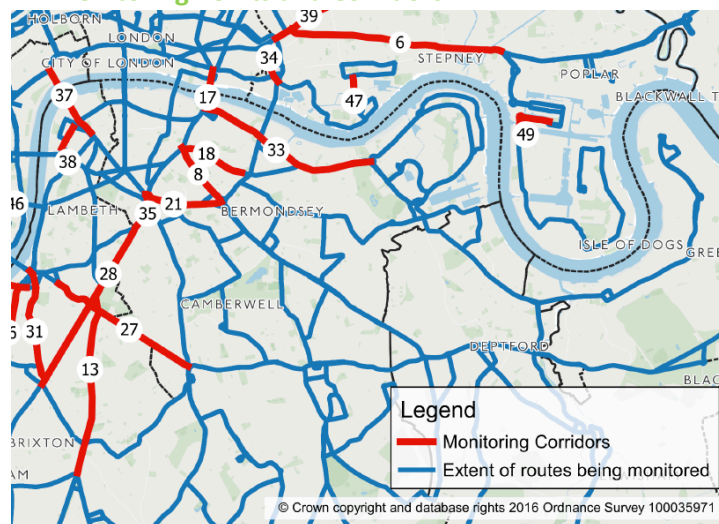 39
HOLBORN
LONDON
6
CITY OF LONDON
34
STEPNEY
POPLAR
37
17
47
BLACKWALL T
49
38
18
33
8
46
LAMBETH
35
21
BERMONDSEY
ISLE OF DOGS
GREE
28
CAMBERWELL
31
27
DEPTFORD
13
BLAC
BRIXTON
AM
Legend
Monitoring Corridors
Extent of routes being monitored
© Crown copyright and database rights 2016 Ordnance Survey 100035971